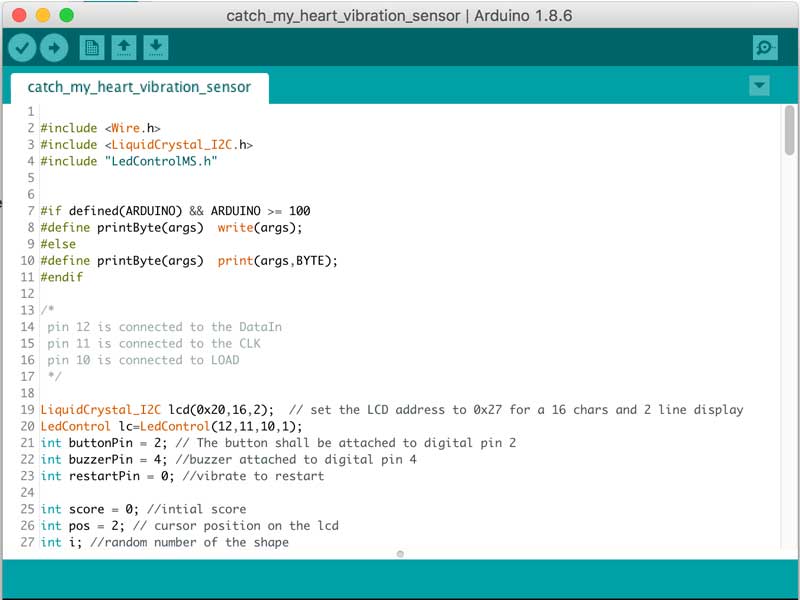 catch_my_heart_vibration_sensor | Arduino 1.8.6
catch_my_heart_vibration_sensor
1
2 #include <Wire.h>
3 #include <LiquidCrystal_I2C.h>
4 #include "LedControlMS.h"
5
6
7 #if defined(ARDUINO) && ARDUINO >= 100
8 #define printByte(args)  write(args);
9 #else
10 #define printByte(args)  print(args,BYTE);
11 #endif
12
13 /*
14  pin 12 is connected to the DataIn
15  pin 11 is connected to the CLK
16  pin 10 is connected to LOAD
17  */
18
19 LiquidCrystal_I2C lcd(0x20,16,2);  // set the LCD address to 0x27 for a 16 chars and 2 line display
20 LedControl lc=LedControl(12,11,10,1);
21 int buttonPin = 2; // The button shall be attached to digital pin 2
22 int buzzerPin = 4; //buzzer attached to digital pin 4
23 int restartPin = 0; //vibrate to restart
24
25 int score = 0; //intial score
26 int pos = 2; // cursor position on the lcd
27 int i; //random number of the shape